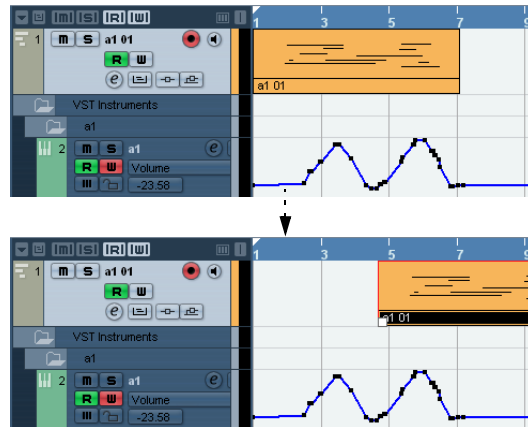 m S R W
1 3 5 7 9
1 m S a1 01
R W
e
a1 01
VST Instruments
a1
2 m S a1 e
R W Volume
-23.58
m S R W
1 3 5 7 9
1 m S a1 01
R W
e
a1 01
VST Instruments
a1
2 m S a1 e
R W Volume
-23.58